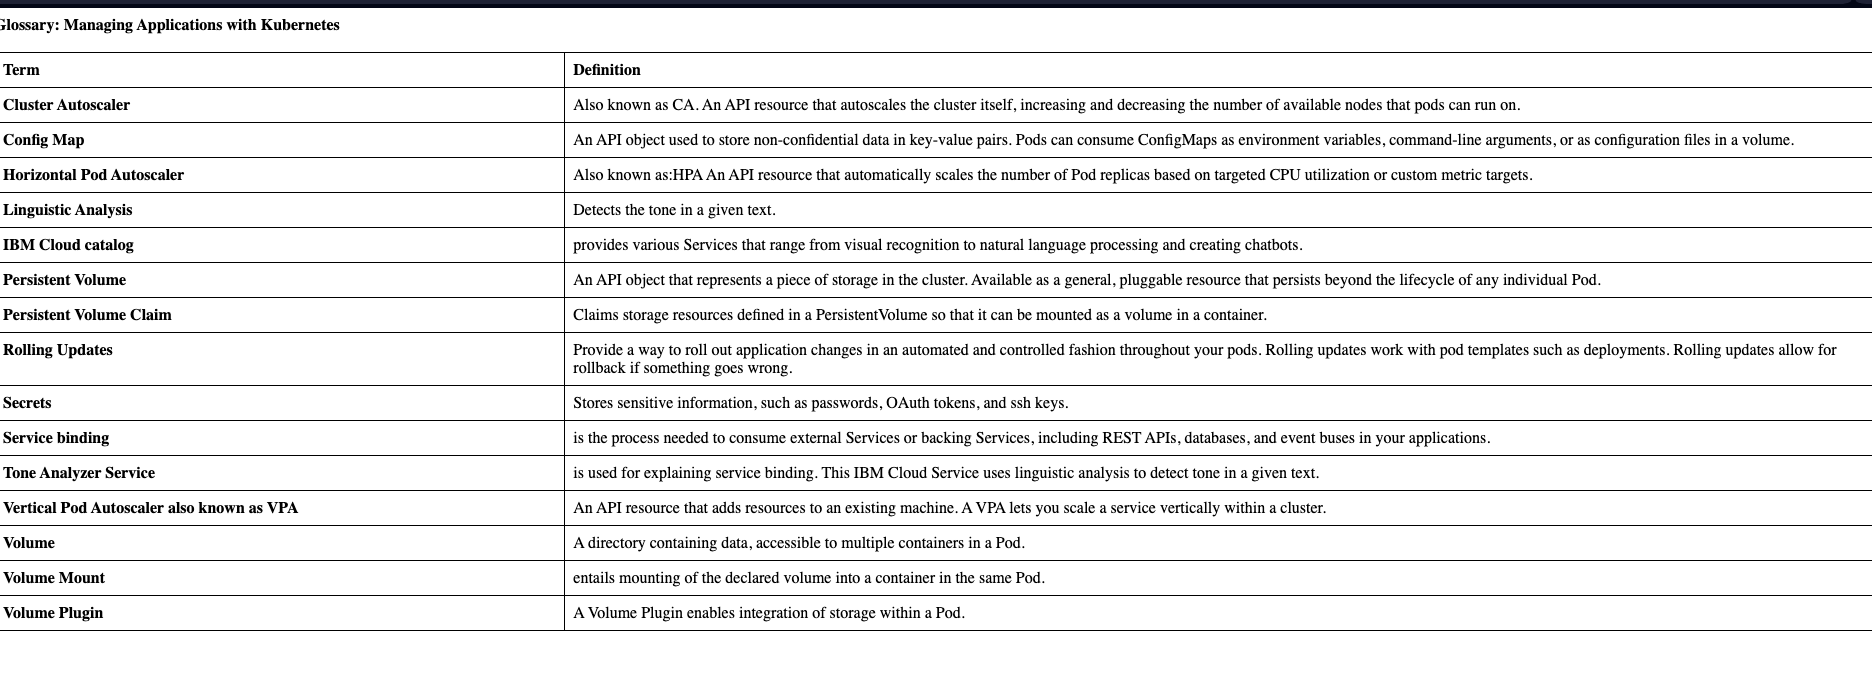 Glossary: Managing Applications with Kubernetes
Term
Definition
Cluster Autoscaler
Also known as CA. An API resource that autoscales the cluster itself, increasing and decreasing the number of available nodes that pods can run on.
Config Map
An API object used to store non-confidential data in key-value pairs. Pods can consume ConfigMaps as environment variables, command-line arguments, or as configuration files in a volume.
Horizontal Pod Autoscaler
Also known as:HPA An API resource that automatically scales the number of Pod replicas based on targeted CPU utilization or custom metric targets.
Linguistic Analysis
Detects the tone in a given text.
IBM Cloud catalog
provides various Services that range from visual recognition to natural language processing and creating chatbots.
Persistent Volume
An API object that represents a piece of storage in the cluster. Available as a general, pluggable resource that persists beyond the lifecycle of any individual Pod.
Persistent Volume Claim
Claims storage resources defined in a PersistentVolume so that it can be mounted as a volume in a container.
Rolling Updates
Provide a way to roll out application changes in an automated and controlled fashion throughout your pods. Rolling updates work with pod templates such as deployments. Rolling updates allow for
rollback if something goes wrong.
Secrets
Stores sensitive information, such as passwords, OAuth tokens, and ssh keys.
Service binding
is the process needed to consume external Services or backing Services, including REST APIs, databases, and event buses in your applications.
Tone Analyzer Service
is used for explaining service binding. This IBM Cloud Service uses linguistic analysis to detect tone in a given text.
Vertical Pod Autoscaler also known as VPA
An API resource that adds resources to an existing machine. A VPA lets you scale a service vertically within a cluster.
Volume
A directory containing data, accessible to multiple containers in a Pod.
Volume Mount
entails mounting of the declared volume into a container in the same Pod.
Volume Plugin
A Volume Plugin enables integration of storage within a Pod.